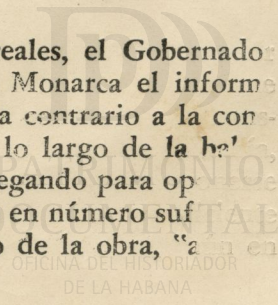 eales, el Gobernado
Monarca el informe
a contrario a la con-
lo largo de la
egando para op
en número suf
o de la obra, "a
PATRIMONIO
DOCUMENTAL
OFICINA DEL HISTORIADOR
DE LA HABANA